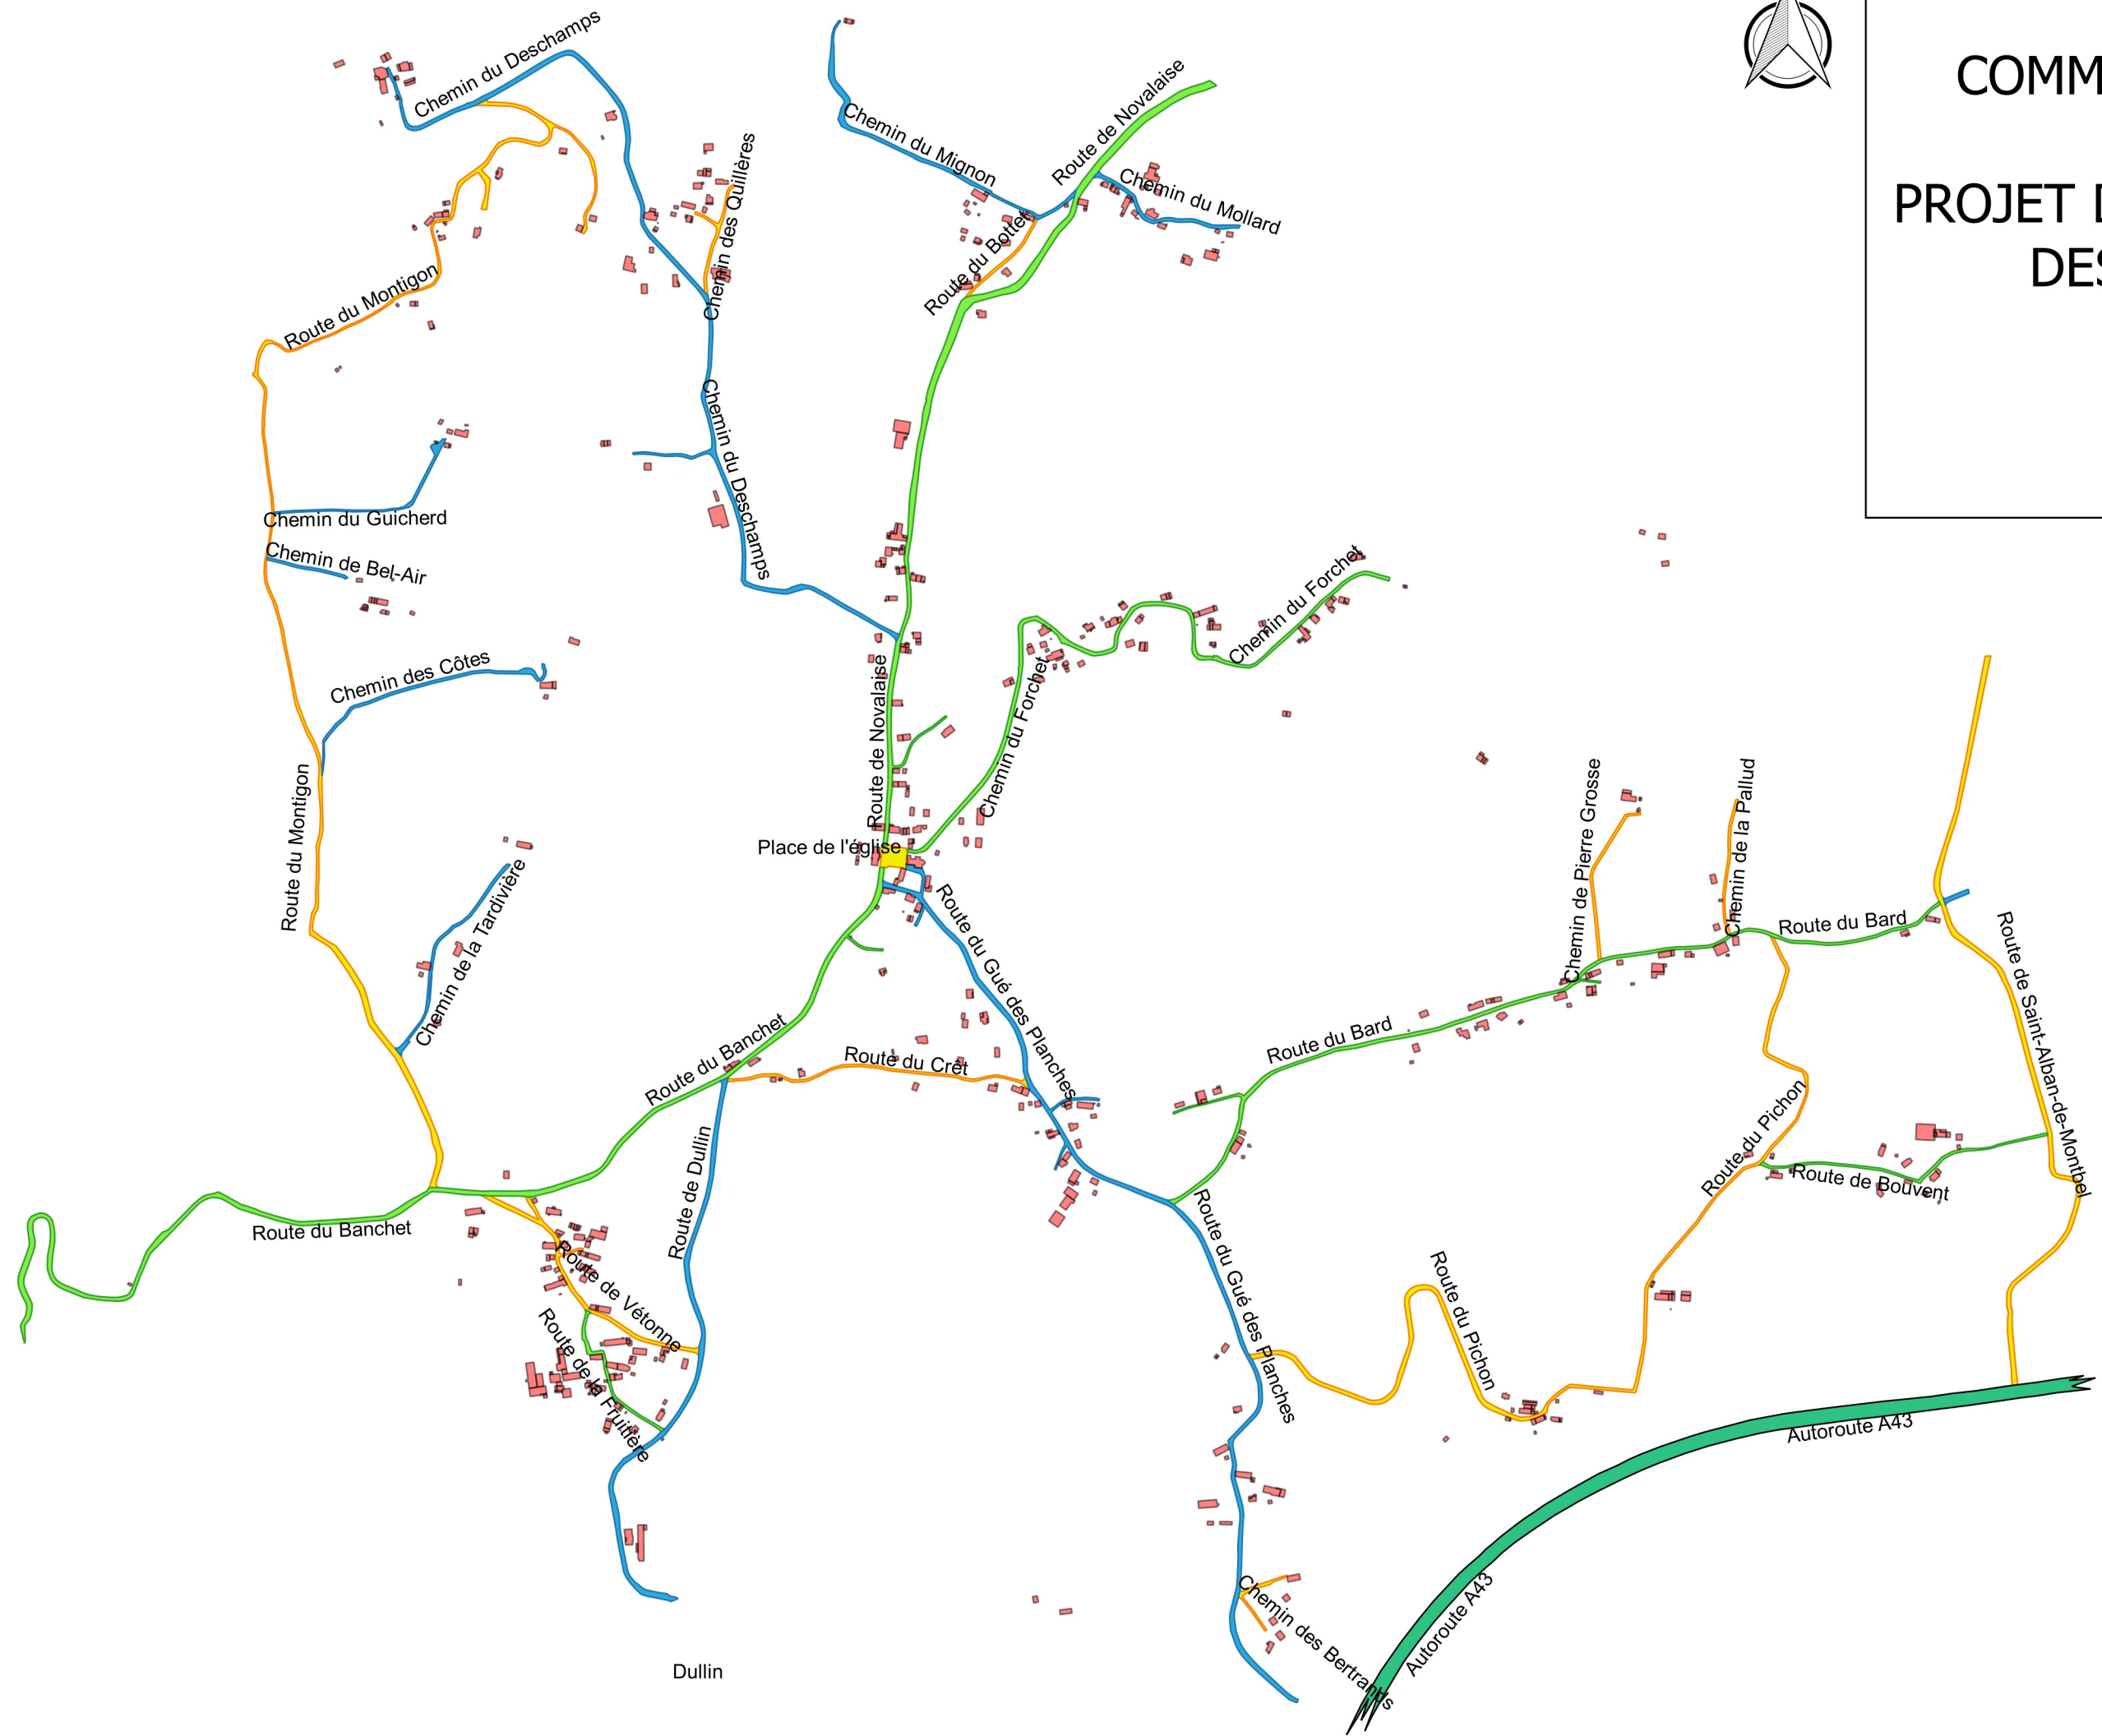 COMM
PROJET D
DES
Chemin du Deschamps
Chemin du Mignon
Route de Novalaise
Chemin du Mollard
Chemin des Quillères
Route du Bottet
Route du Montigon
Chemin du Deschamps
Chemin du Guicherd
Chemin de Bel-Air
Chemin du Forchet
Chemin des Côtes
Route de Novalaise
Chemin du Forchet
Route du Montigon
Chemin de Pierre Grosse
Chemin de la Pallud
Place de l'église
Chemin de la Tardivière
Route du Gué des Planches
Route du Bard
Route de Saint-Alban-de-Montbel
Route du Bard
Route du Banchet
Route du Crêt
Route du Pichon
Route de Dullin
Route de Bouvent
Route du Banchet
Route de Vétonne
Route du Gué des Planches
Route du Pichon
Route de la Fruitière
Autoroute A43
Autoroute A43
Chemin des Bertrands
Dullin